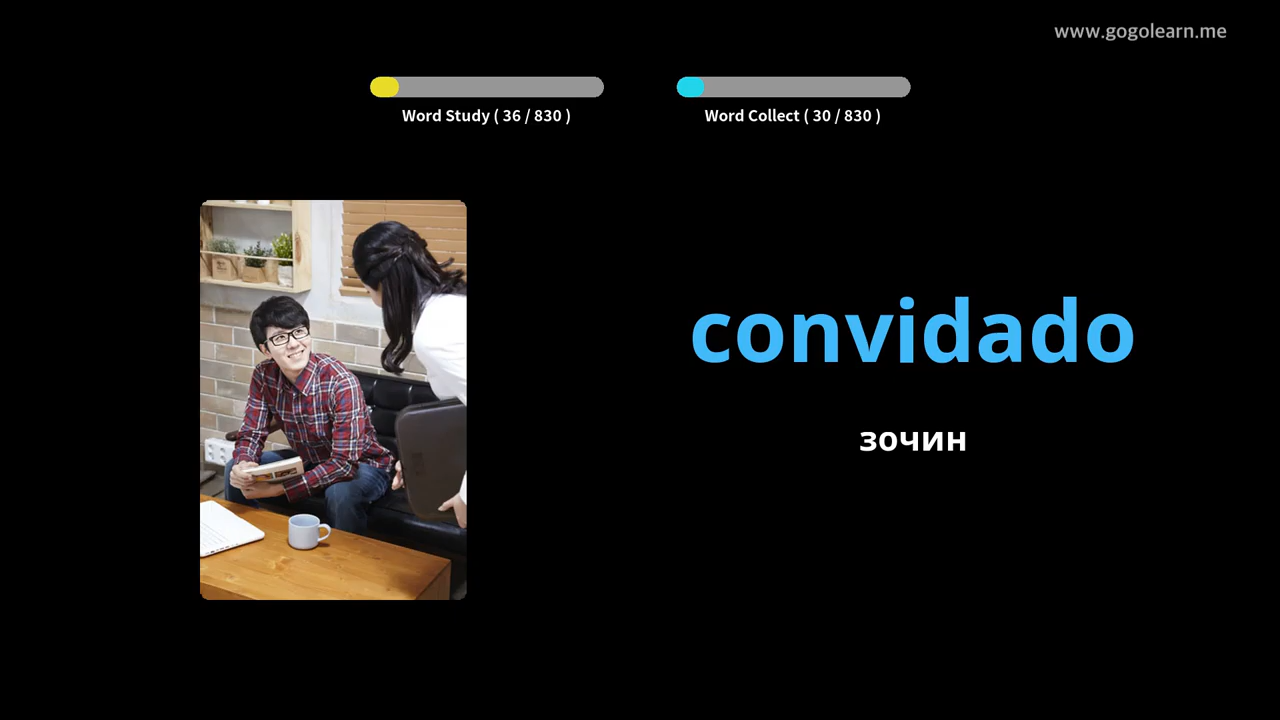 www.gogolearn.me
Word Study ( 36 / 830 )
Word Collect ( 30 / 830 )
convidado
зочин